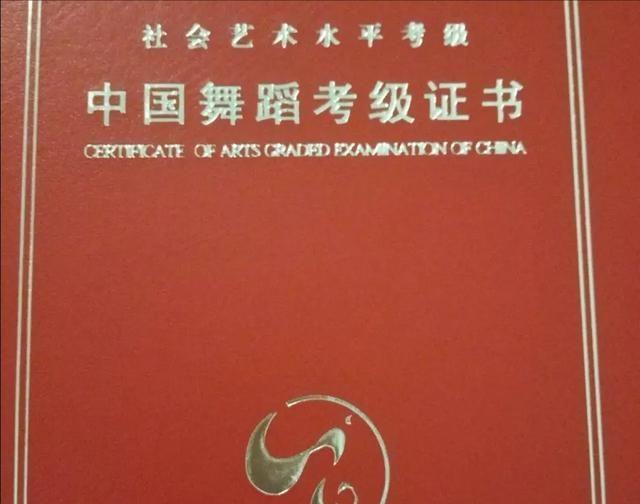 社会艺术水平考级
中国舞蹈考级证书
CERTIFICATE OF ARTS GRADED EXAMINATION OF CHINA